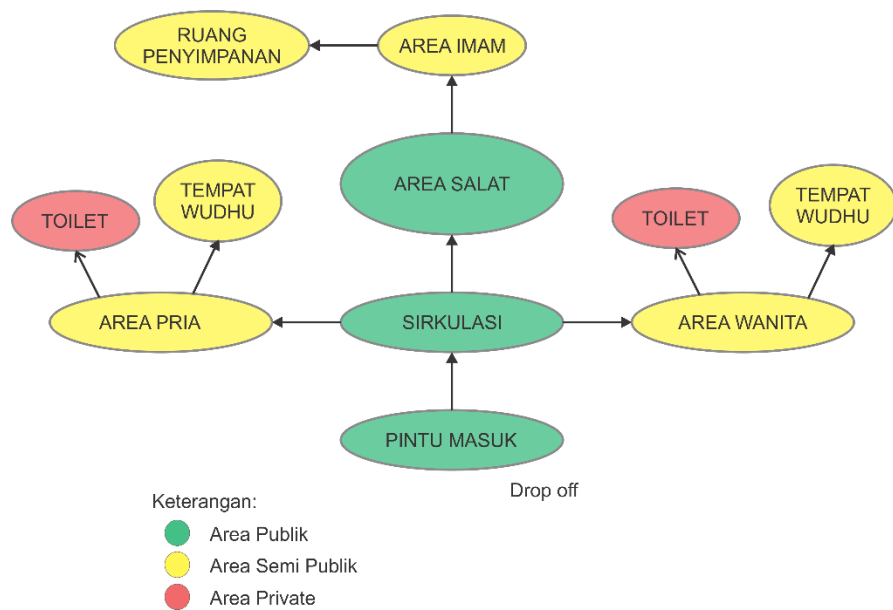 RUANG
PENYIMPANAN
AREA IMAM
AREA SALAT
TOILET
TEMPAT
WUDHU
TOILET
TEMPAT
WUDHU
AREA PRIA
SIRKULASI
AREA WANITA
PINTU MASUK
Drop off
Keterangan:
Area Publik
Area Semi Publik
Area Private